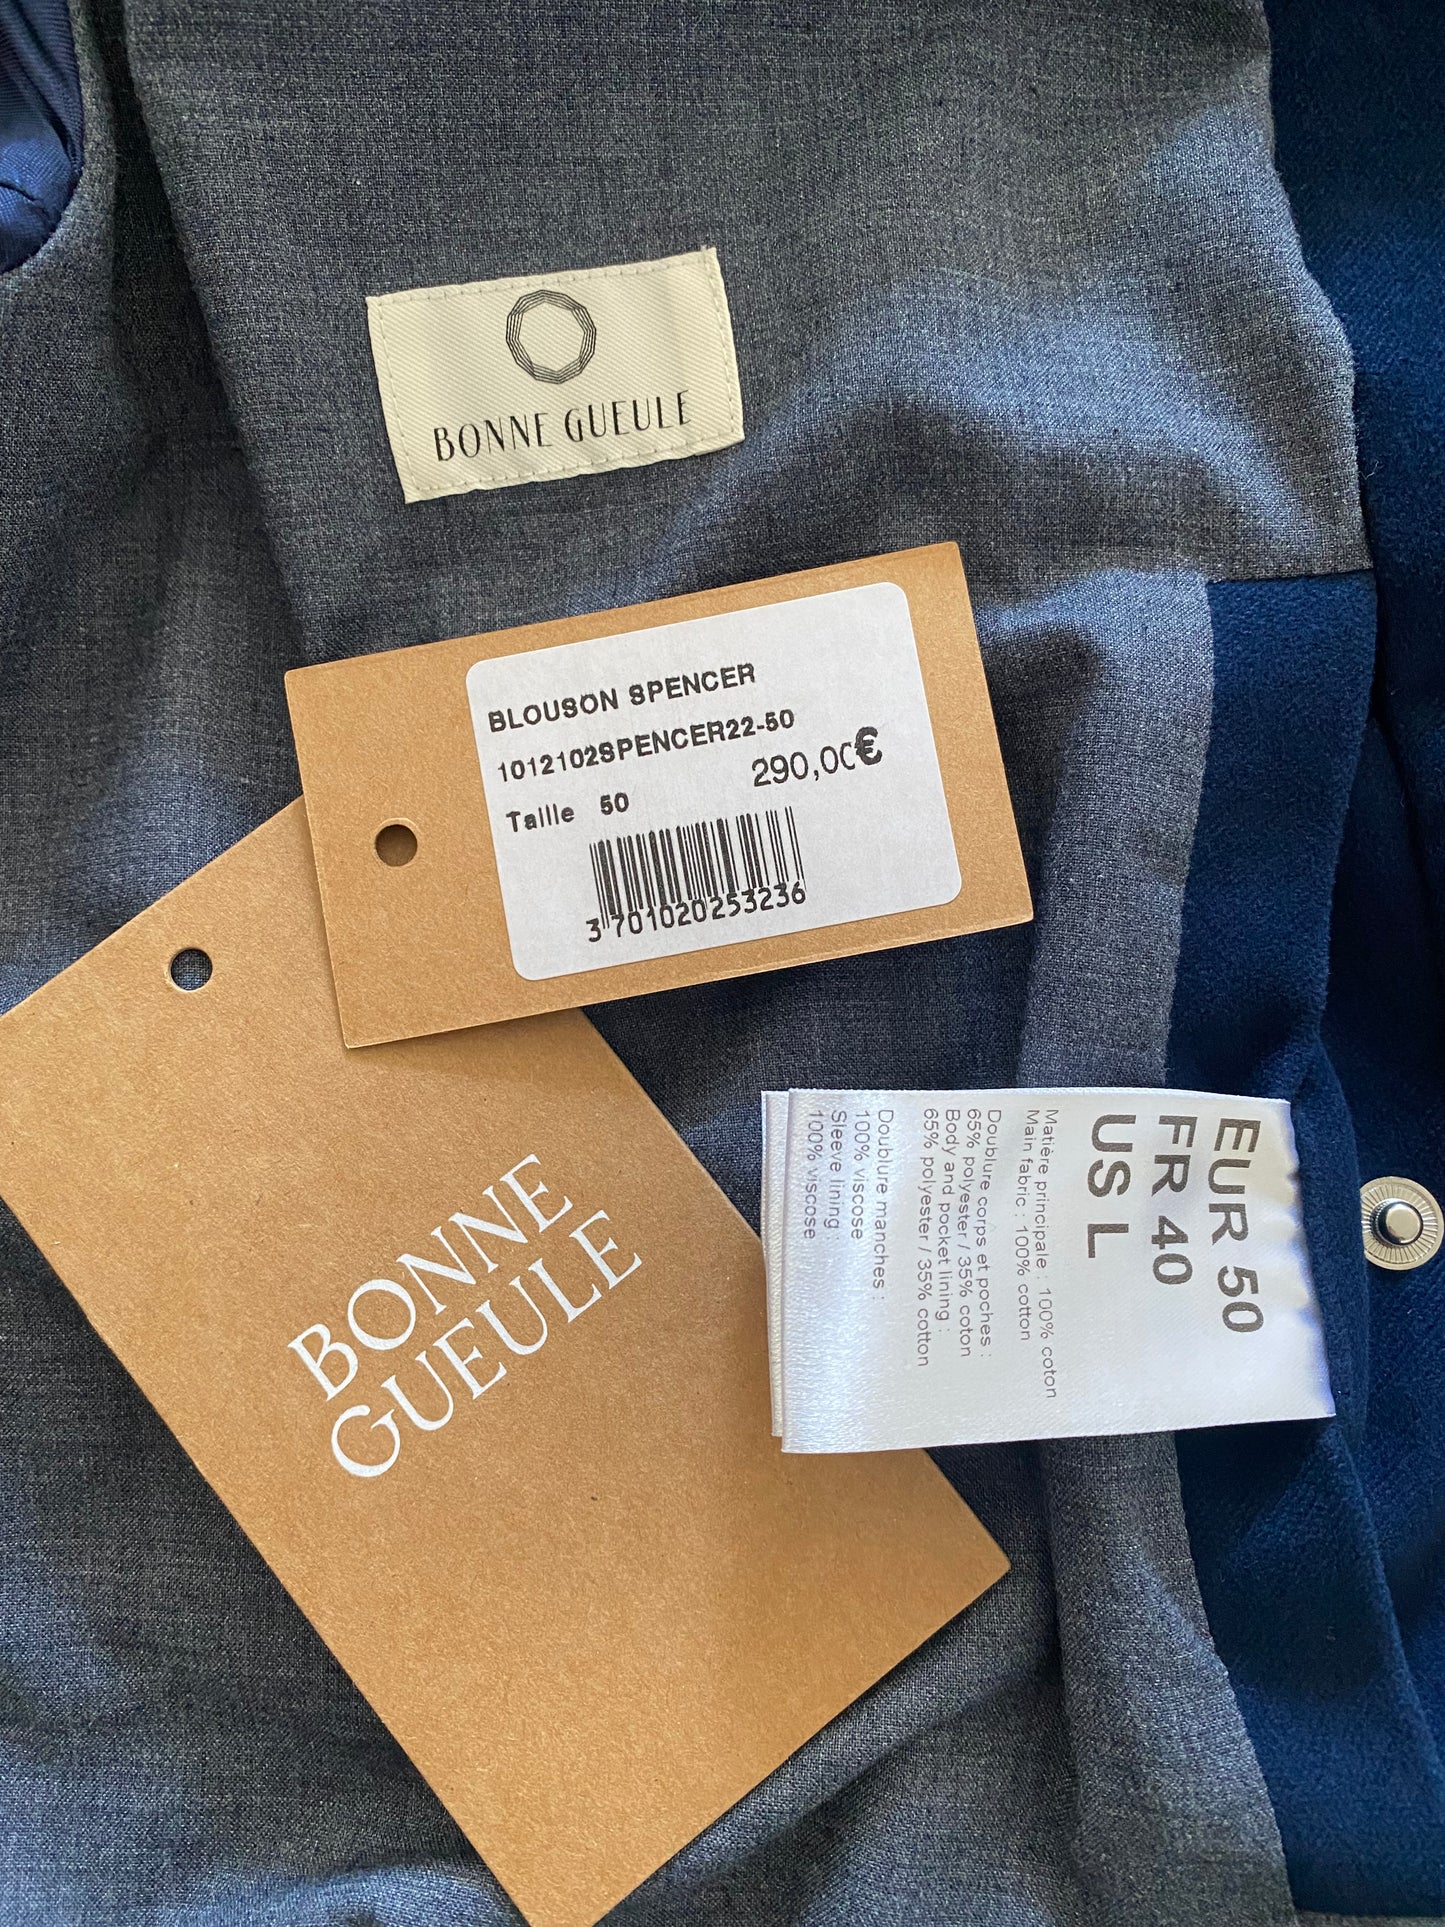 BONNE GUEULE
BLOUSON SPENCER
1012102SPENCER22-50
290,00€
Taille 50
3 701020253236
BONNE
GUEULE
EUR 50
FR 40
US L
Matière principale : 100% coton
Main fabric : 100% cotton
Doublure corps et poches :
65% polyester / 35% coton
Body and pocket lining :
65% polyester / 35% cotton
Doublure manches :
100% viscose
Sleeve lining :
100% viscose